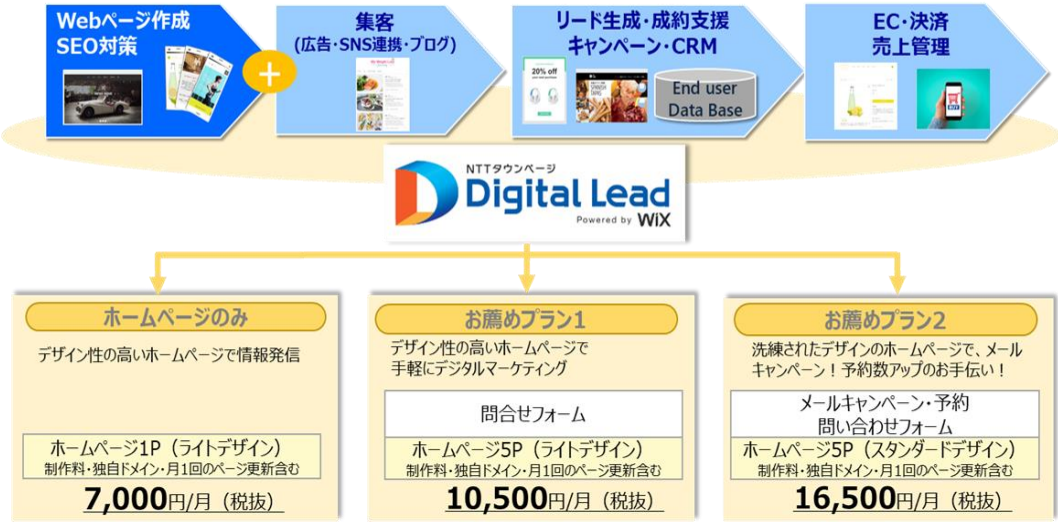 Webページ作成
SEO対策
+
集客
(広告・SNS連携・ブログ)
リード生成・成約支援
キャンペーン・CRM
20% off
End user
Data Base
EC・決済
売上管理
BUY
NTTタウンページ
Digital Lead
Powered by WiX
ホームページのみ
デザイン性の高いホームページで情報発信
ホームページ1P（ライトデザイン）
制作料・独自ドメイン・月1回のページ更新含む
7,000円/月（税抜）
お薦めプラン1
デザイン性の高いホームページで
手軽にデジタルマーケティング
問合せフォーム
ホームページ5P（ライトデザイン）
制作料・独自ドメイン・月1回のページ更新含む
10,500円/月（税抜）
お薦めプラン2
洗練されたデザインのホームページで、メール
キャンペーン！予約数アップのお手伝い！
メールキャンペーン・予約
問い合わせフォーム
ホームページ5P（スタンダードデザイン）
制作料・独自ドメイン・月1回のページ更新含む
16,500円/月（税抜）